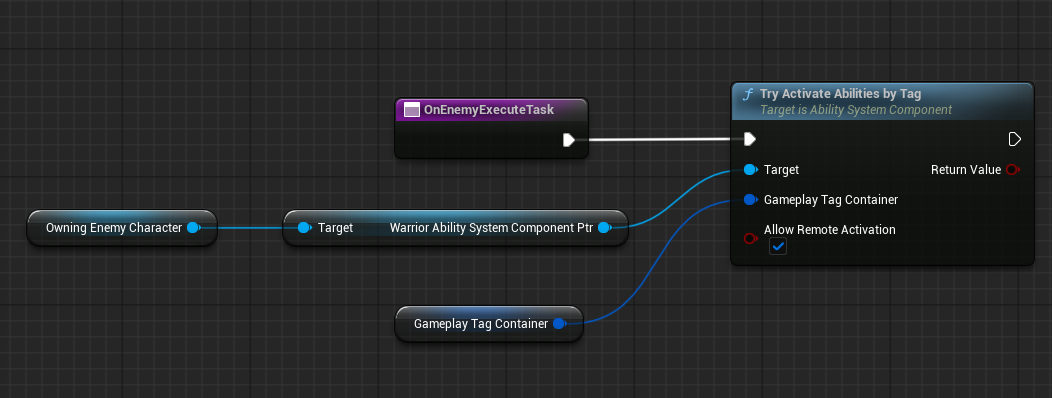 OnEnemyExecuteTask
Try Activate Abilities by Tag
Target is Ability System Component
Target
Return Value
Gameplay Tag Container
Allow Remote Activation
Owning Enemy Character
Target Warrior Ability System Component Ptr
Gameplay Tag Container